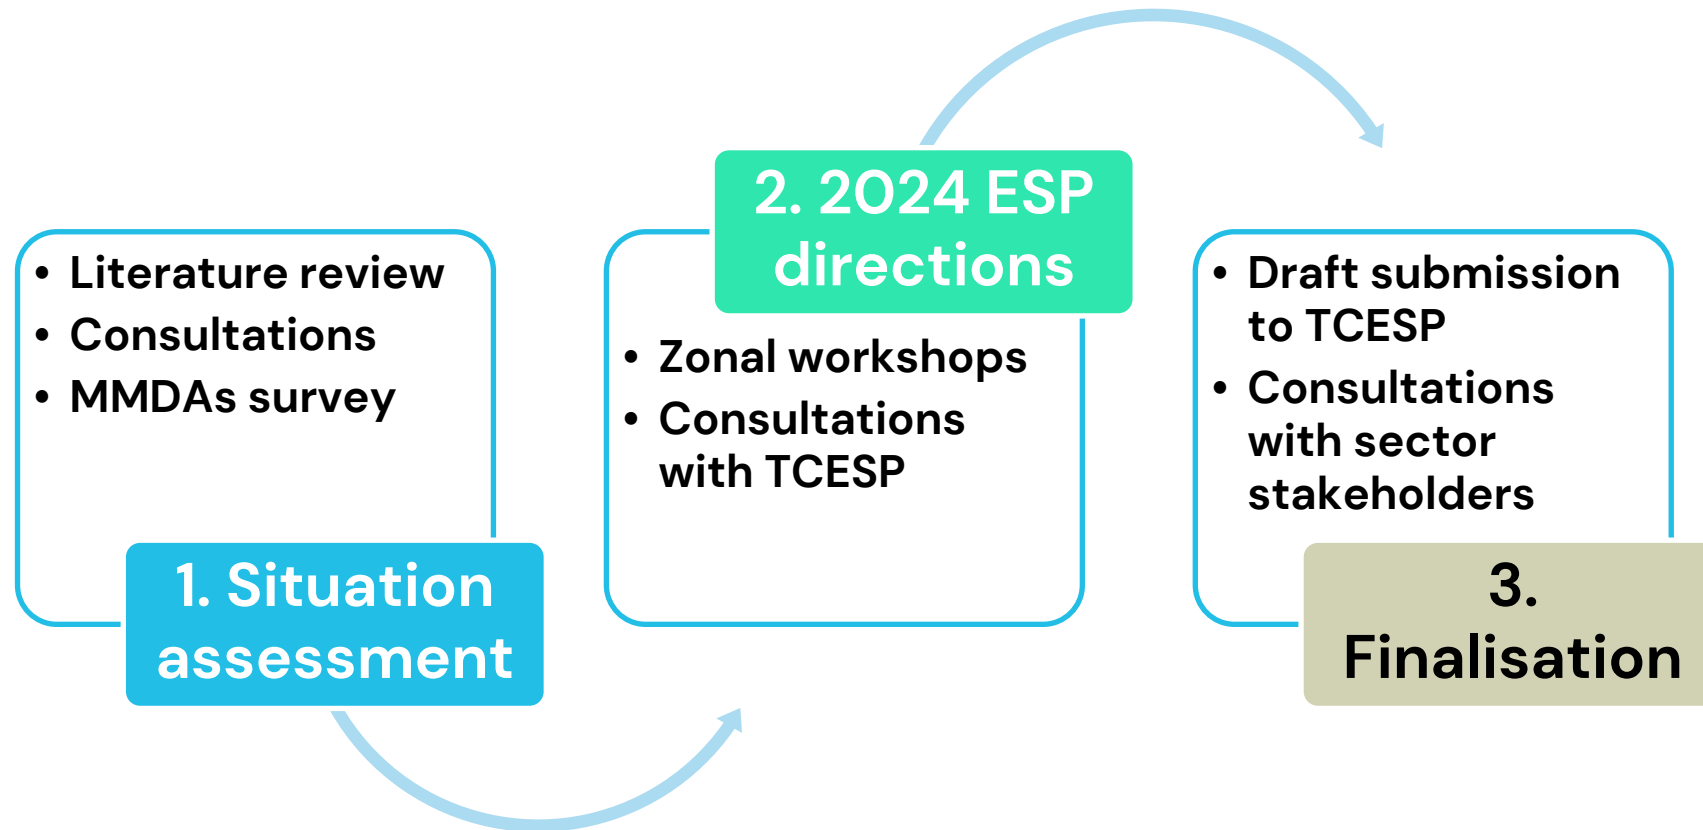 • Literature review
• Consultations
• MMDAs survey
1. Situation
assessment
2. 2024 ESP
directions
• Zonal workshops
• Consultations
with TCESP
• Draft submission
to TCESP
• Consultations
with sector
stakeholders
3.
Finalisation